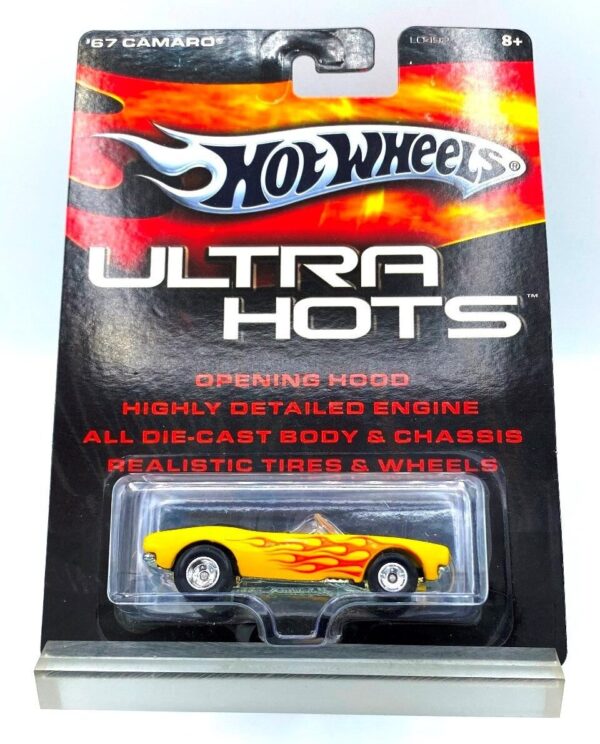 '67 CAMARO®
8+
HOT WHEELS®
ULTRA
HOTS™
OPENING HOOD
HIGHLY DETAILED ENGINE
ALL DIE-CAST BODY & CHASSIS
REALISTIC TIRES & WHEELS